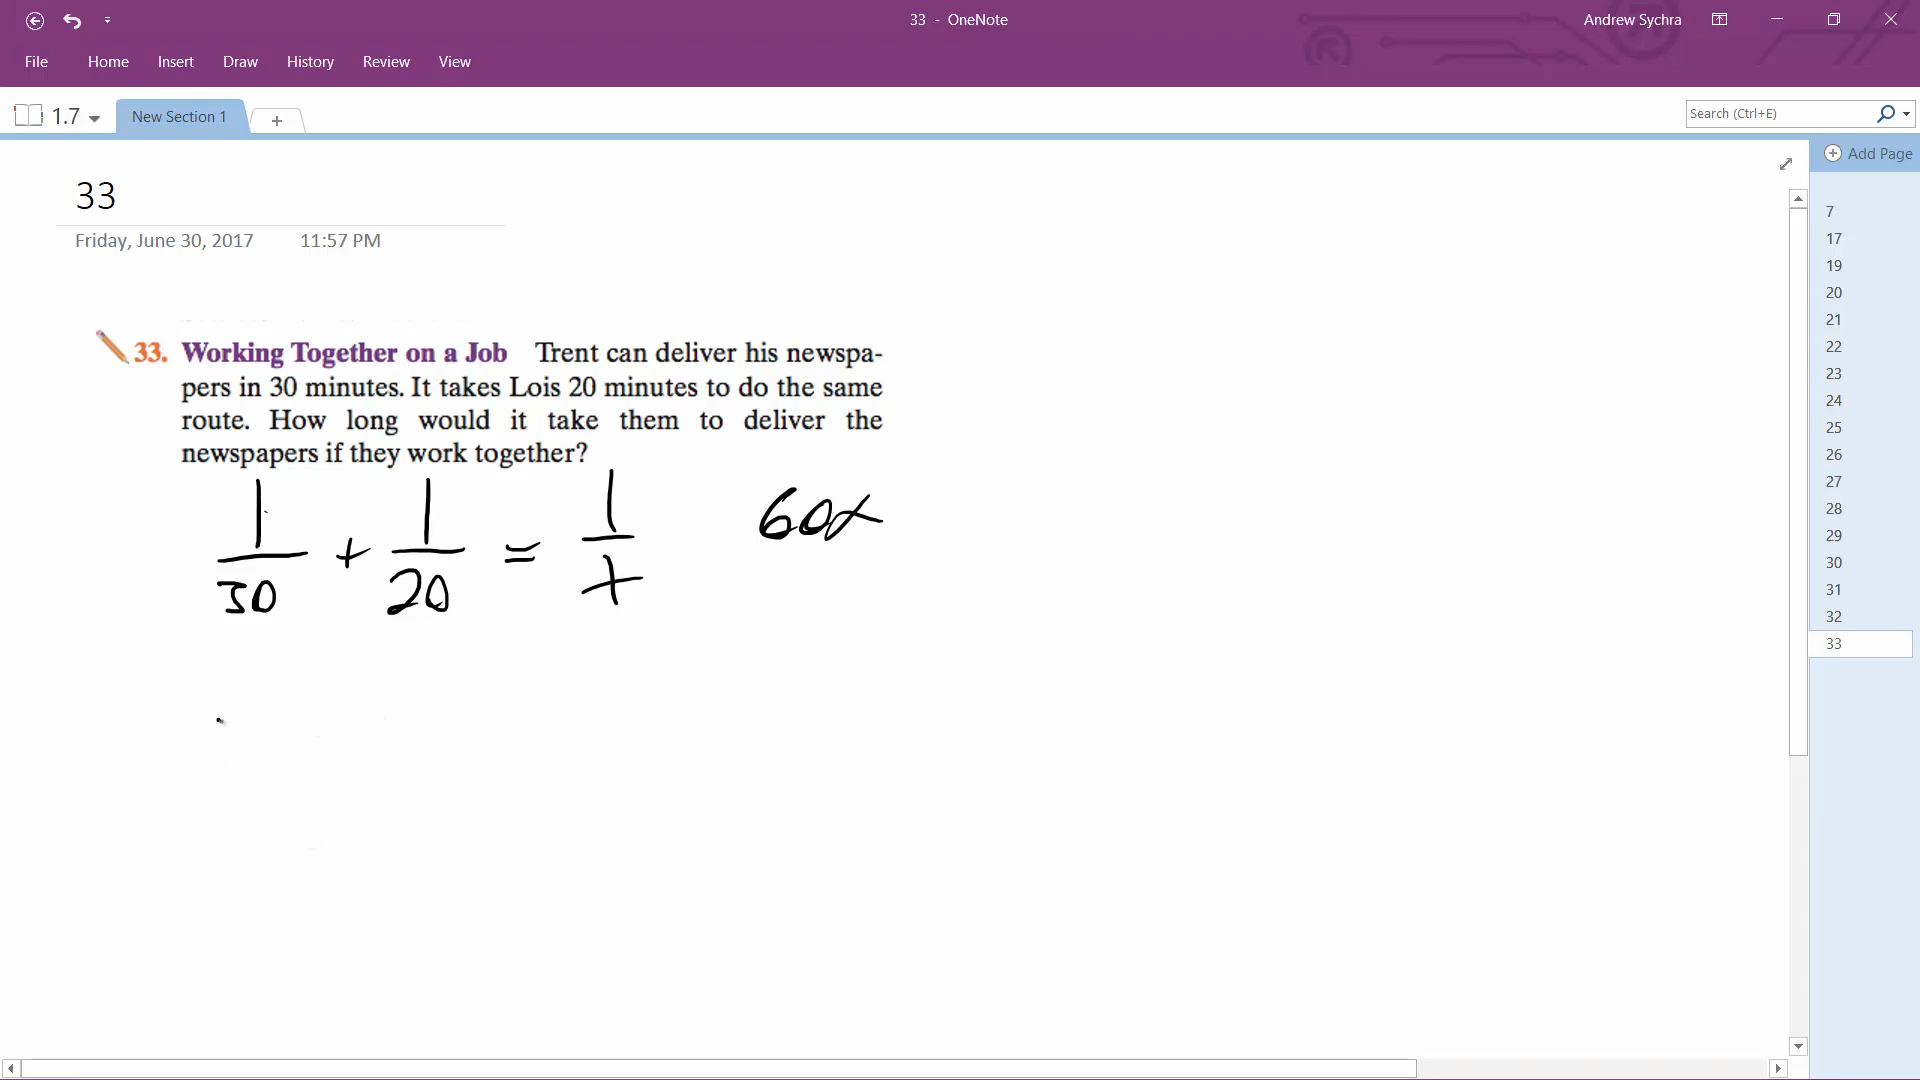 33 - OneNote
Andrew Sychra
File Home Insert Draw History Review View
1.7
New Section 1
+
Search (Ctrl+E)
Add Page
33
Friday, June 30, 2017 11:57 PM
33. Working Together on a Job Trent can deliver his newspa-
pers in 30 minutes. It takes Lois 20 minutes to do the same
route. How long would it take them to deliver the
newspapers if they work together?
1/30 + 1/20 = 1/t
60t
7
17
19
20
21
22
23
24
25
26
27
28
29
30
31
32
33